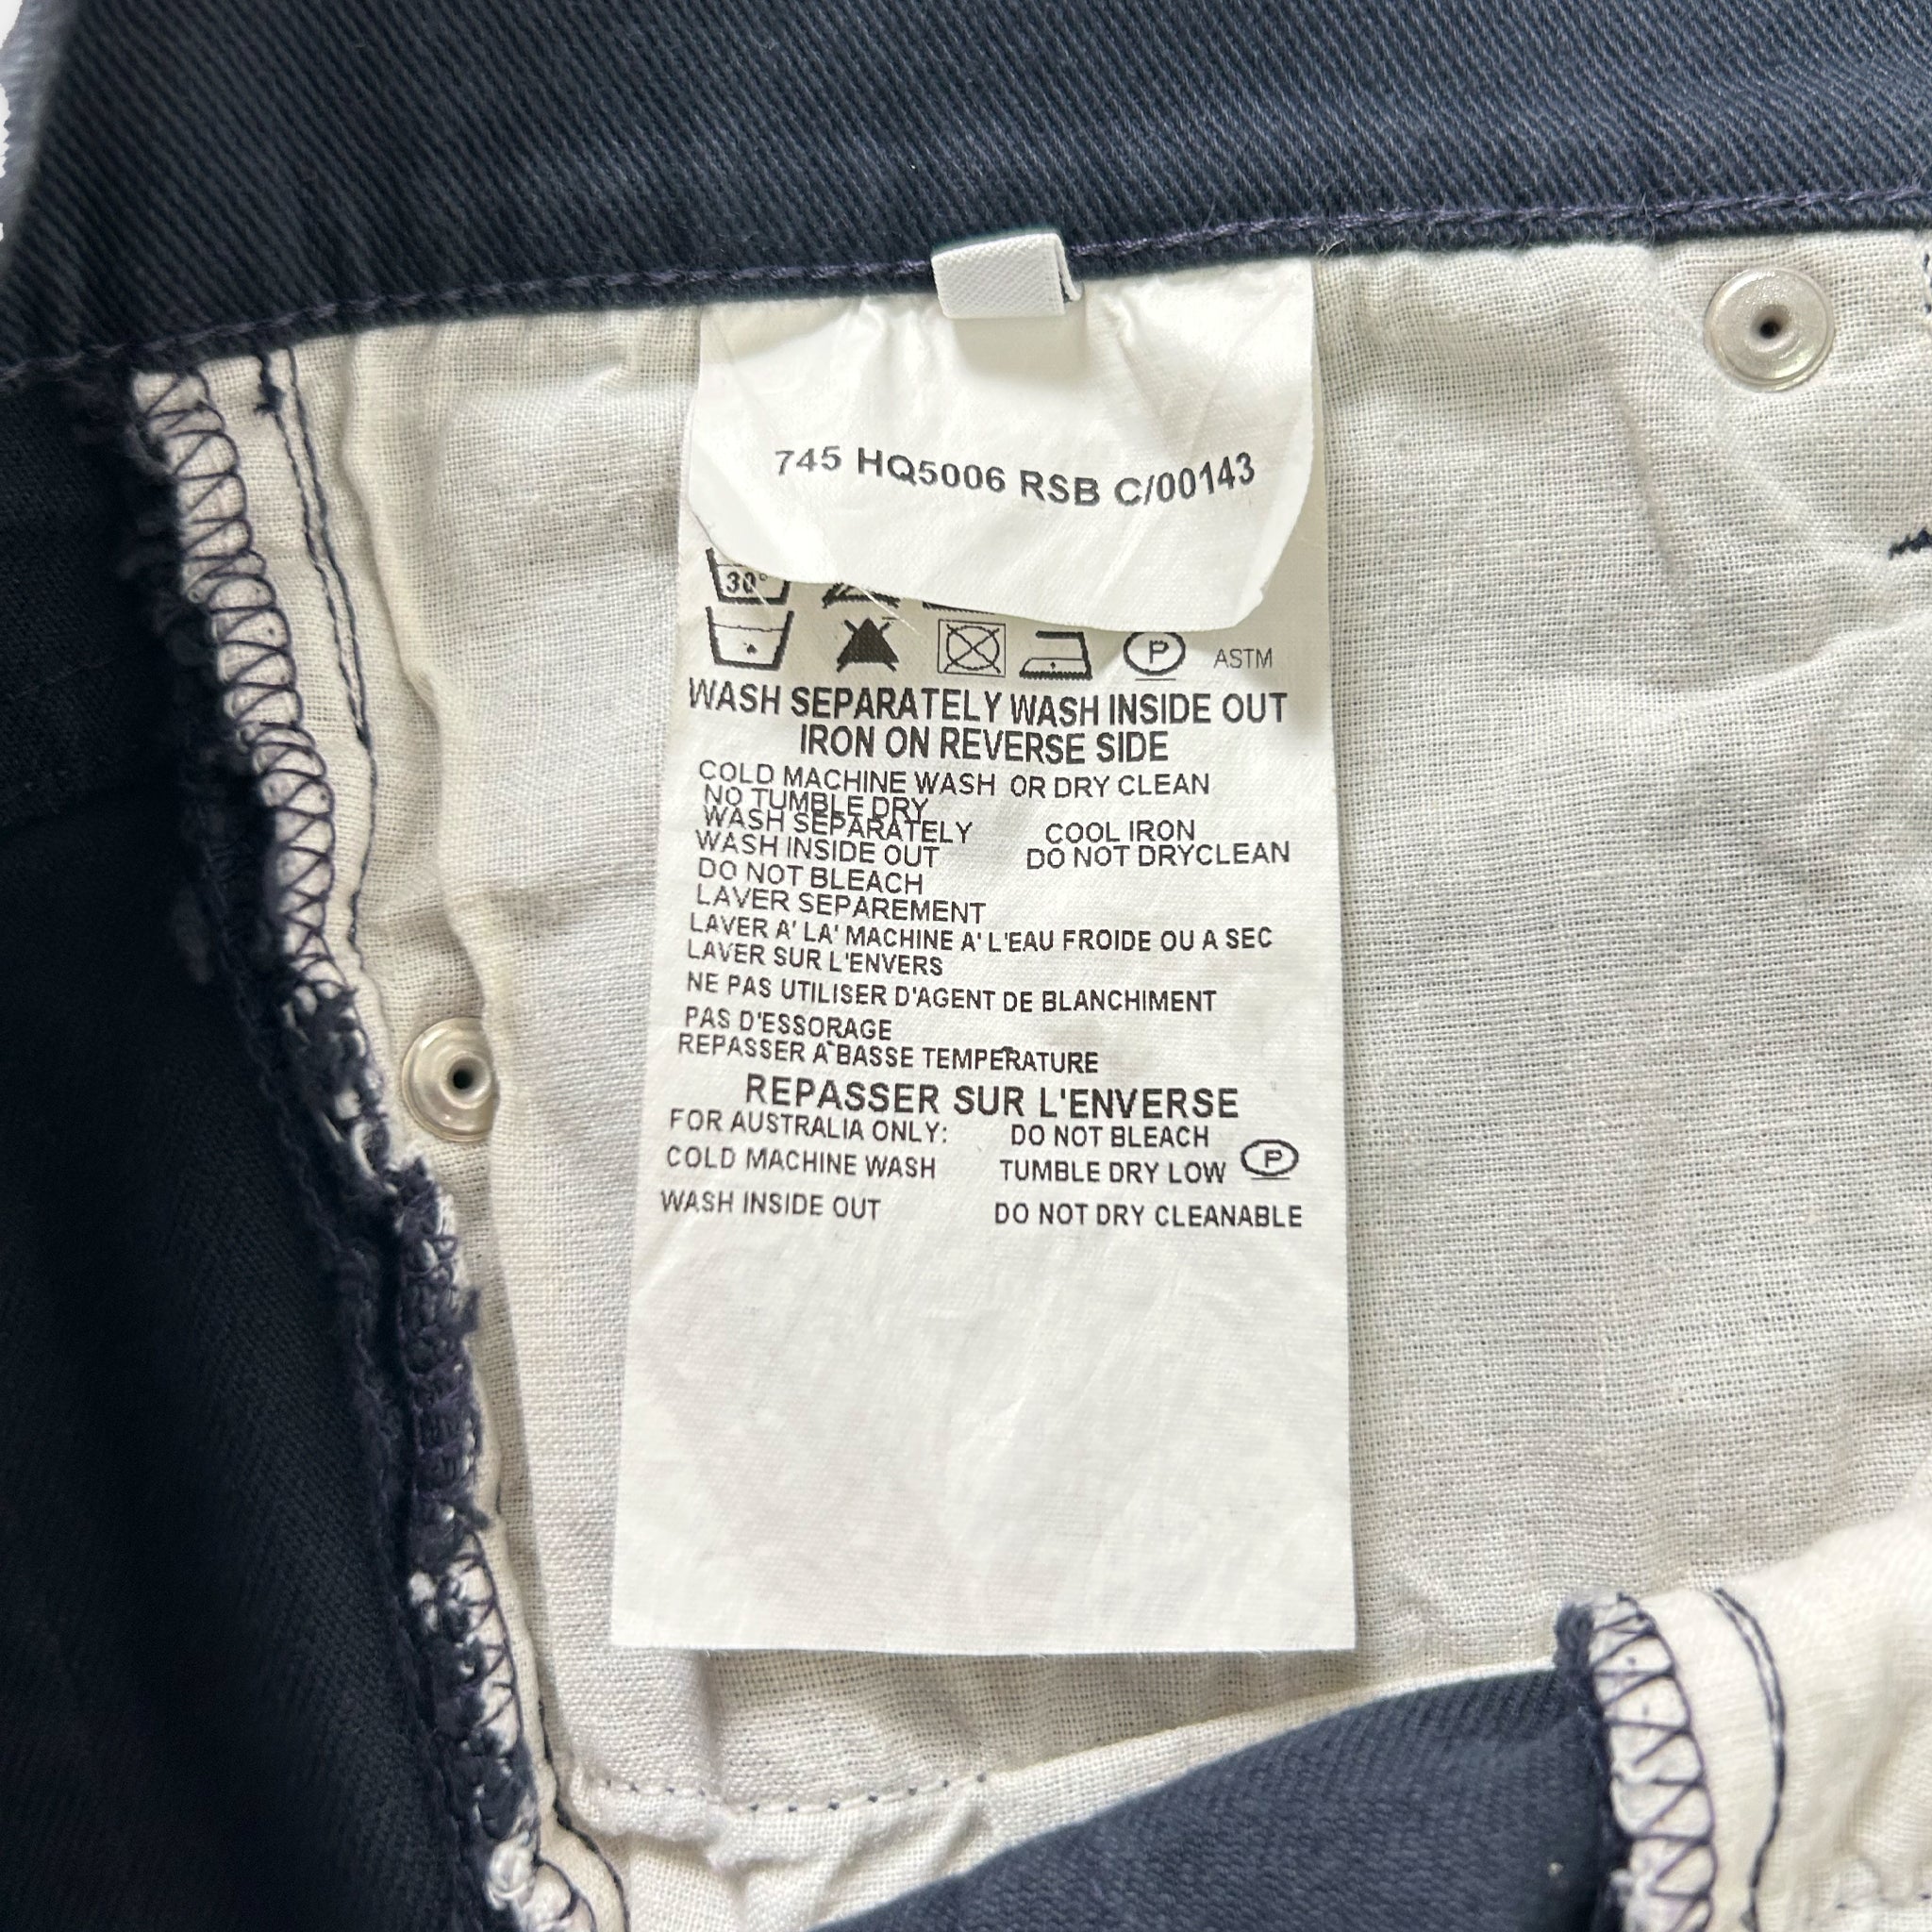 745 HQ5006 RSB C/00143
30°
P ASTM
WASH SEPARATELY WASH INSIDE OUT
IRON ON REVERSE SIDE
COLD MACHINE WASH OR DRY CLEAN
NO TUMBLE DRY
WASH SEPARATELY COOL IRON
WASH INSIDE OUT DO NOT DRYCLEAN
DO NOT BLEACH
LAVER SEPAREMENT
LAVER A' LA' MACHINE A' L'EAU FROIDE OU A SEC
LAVER SUR L'ENVERS
NE PAS UTILISER D'AGENT DE BLANCHIMENT
PAS D'ESSORAGE
REPASSER A`BASSE TEMPERATURE
REPASSER SUR L'ENVERSE
FOR AUSTRALIA ONLY: DO NOT BLEACH
COLD MACHINE WASH TUMBLE DRY LOW P
WASH INSIDE OUT DO NOT DRY CLEANABLE